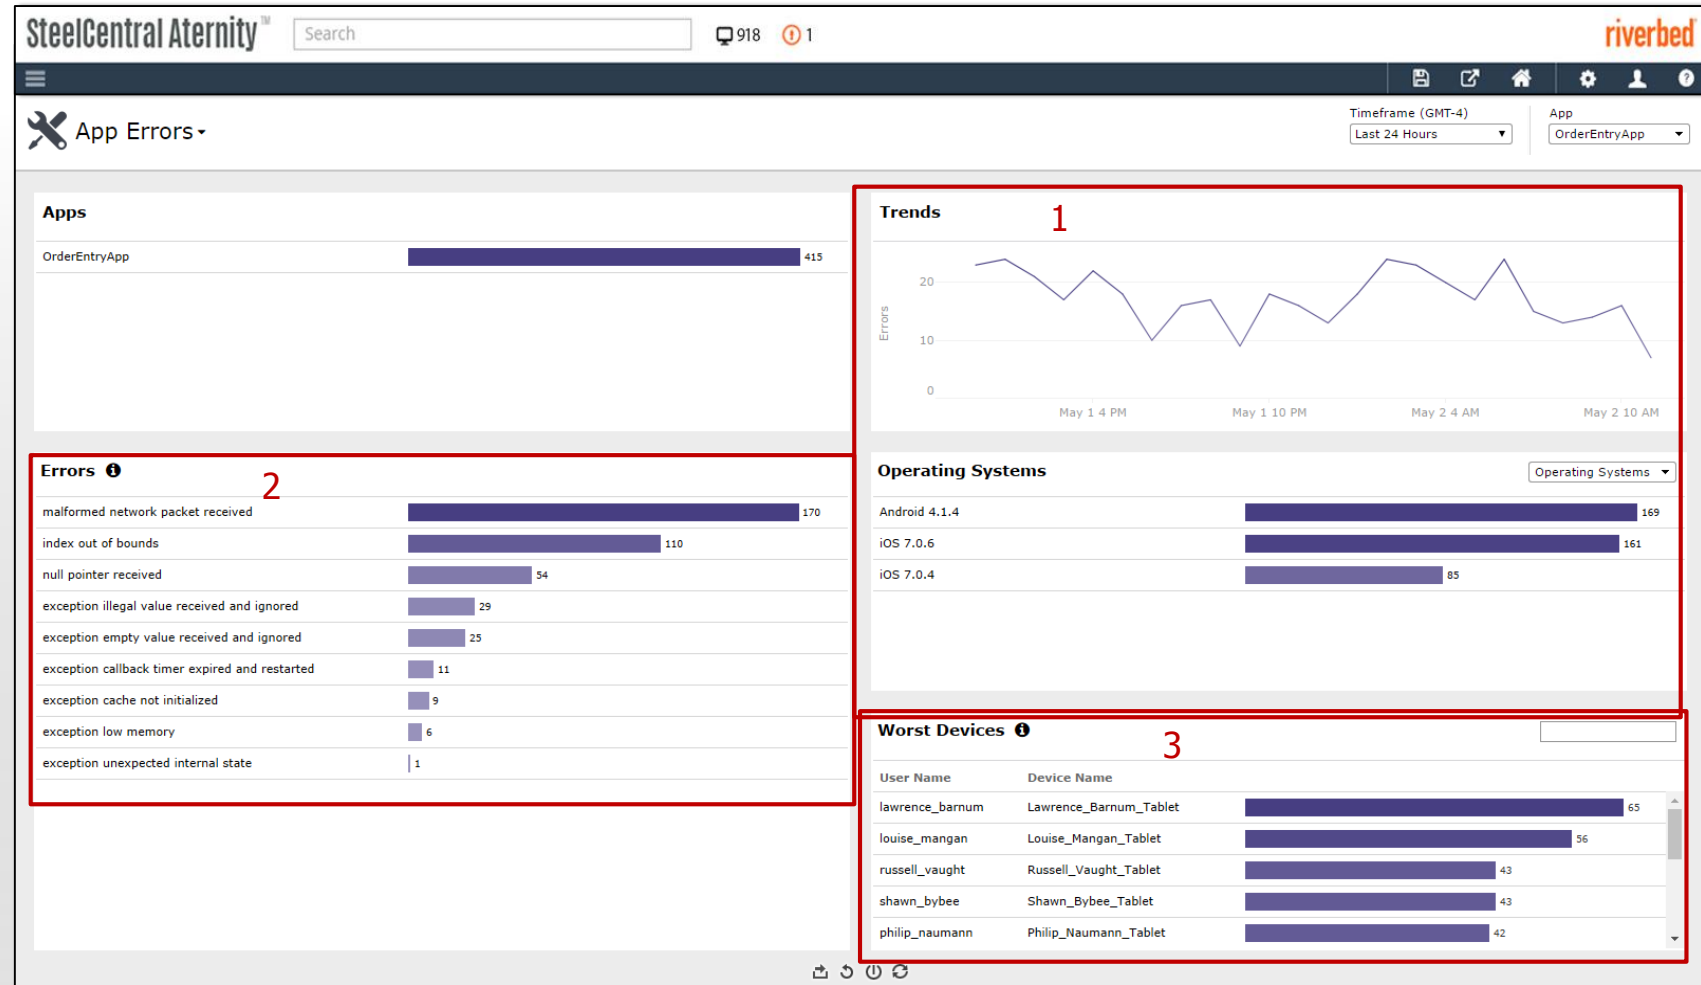 SteelCentral Aternity™
Search
918
1
riverbed
App Errors
Timeframe (GMT-4)
Last 24 Hours
App
OrderEntryApp
Apps
OrderEntryApp 415
Trends
1
Errors
20
10
0
May 1 4 PM May 1 10 PM May 2 4 AM May 2 10 AM
Errors
2
malformed network packet received 170
index out of bounds 110
null pointer received 54
exception illegal value received and ignored 29
exception empty value received and ignored 25
exception callback timer expired and restarted 11
exception cache not initialized 9
exception low memory 6
exception unexpected internal state 1
Operating Systems
Operating Systems
Android 4.1.4 169
iOS 7.0.6 161
iOS 7.0.4 85
Worst Devices
3
User Name Device Name
lawrence_barnum Lawrence_Barnum_Tablet 65
louise_mangan Louise_Mangan_Tablet 56
russell_vaught Russell_Vaught_Tablet 43
shawn_bybee Shawn_Bybee_Tablet 43
philip_naumann Philip_Naumann_Tablet 42